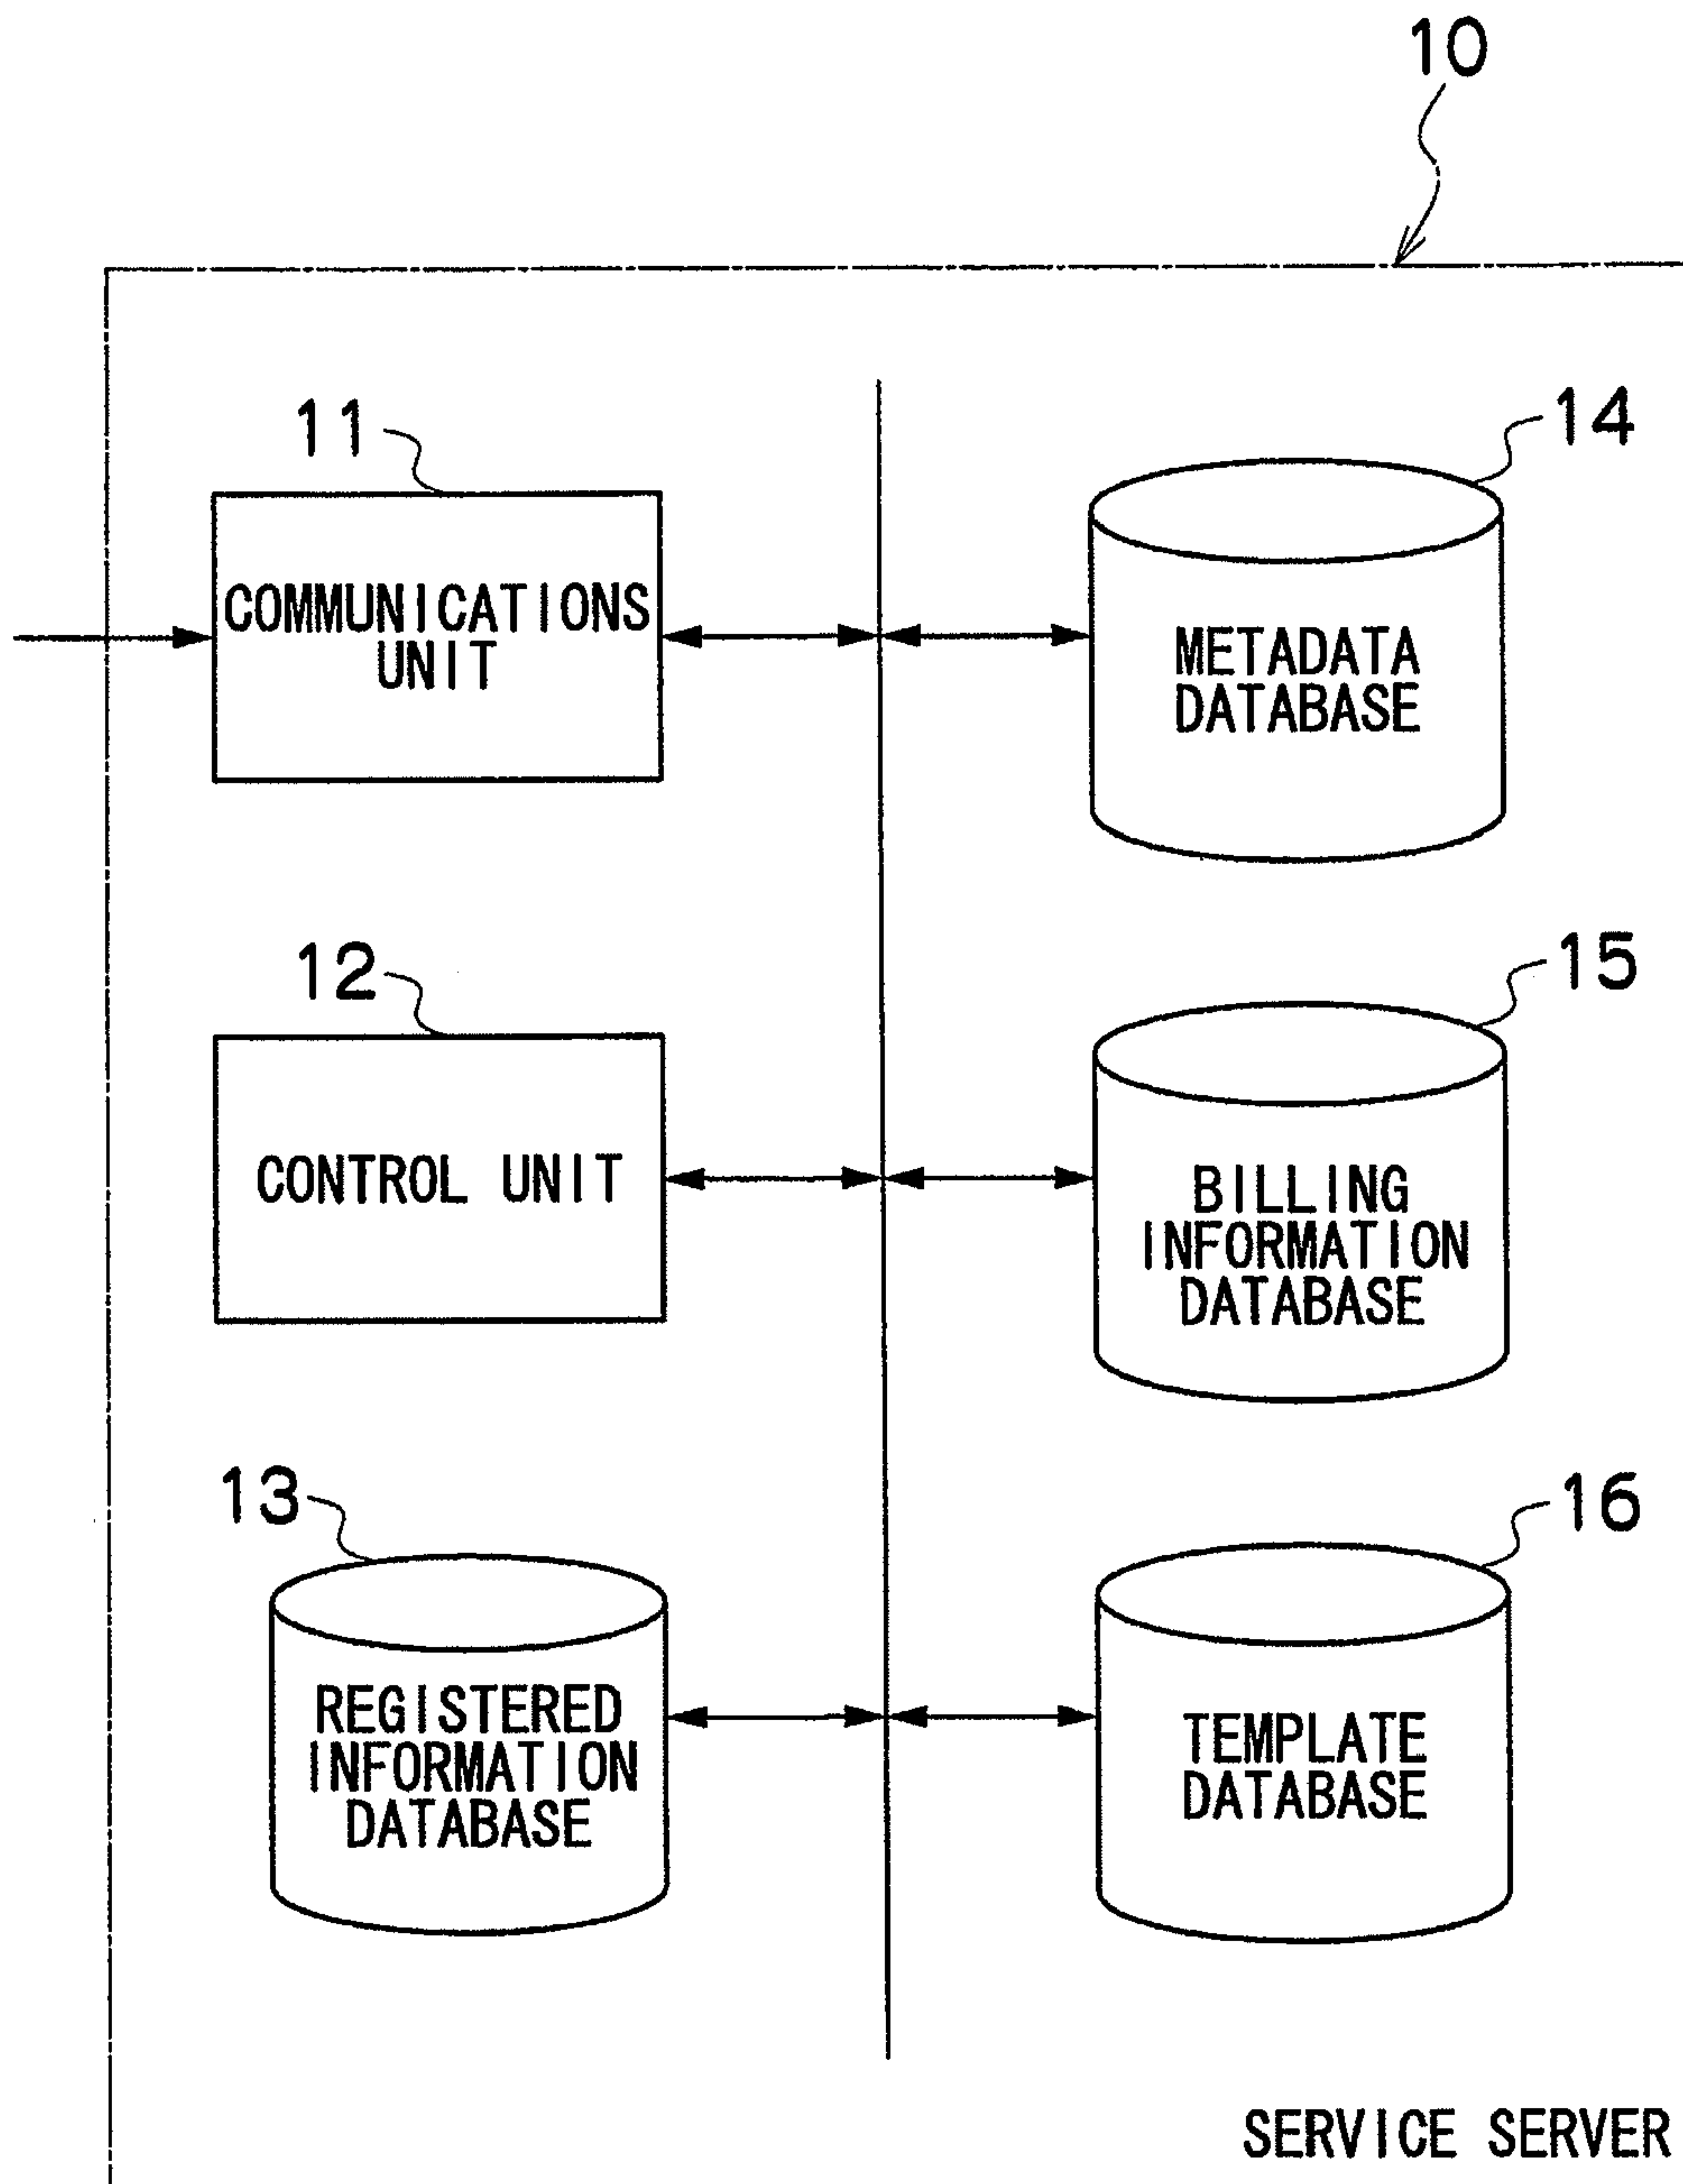 10
11
COMMUNICATIONS
UNIT
14
METADATA
DATABASE
12
CONTROL UNIT
15
BILLING
INFORMATION
DATABASE
13
REGISTERED
INFORMATION
DATABASE
16
TEMPLATE
DATABASE
SERVICE SERVER